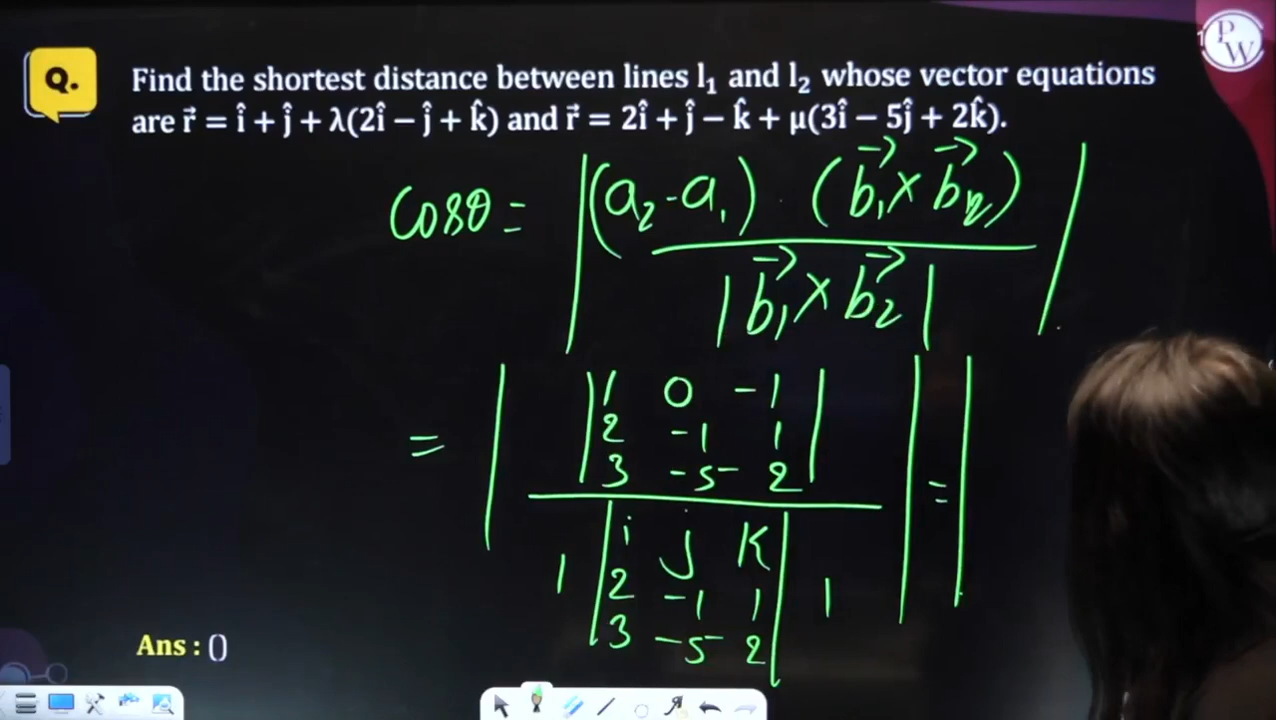 PW
Q.
Find the shortest distance between lines l₁ and l₂ whose vector equations
are r⃗ = î + ĵ + λ(2î − ĵ + k̂) and r⃗ = 2î + ĵ − k̂ + μ(3î − 5ĵ + 2k̂).
Cosθ = |(a₂-a₁) . (b⃗₁ × b⃗₂)
|b⃗₁ × b⃗₂| |
= | |1 0 -1|
2 -1 1
3 -5 2 | = |
1 | i j k | 1
2 -1 1
3 -5 2
Ans : ()